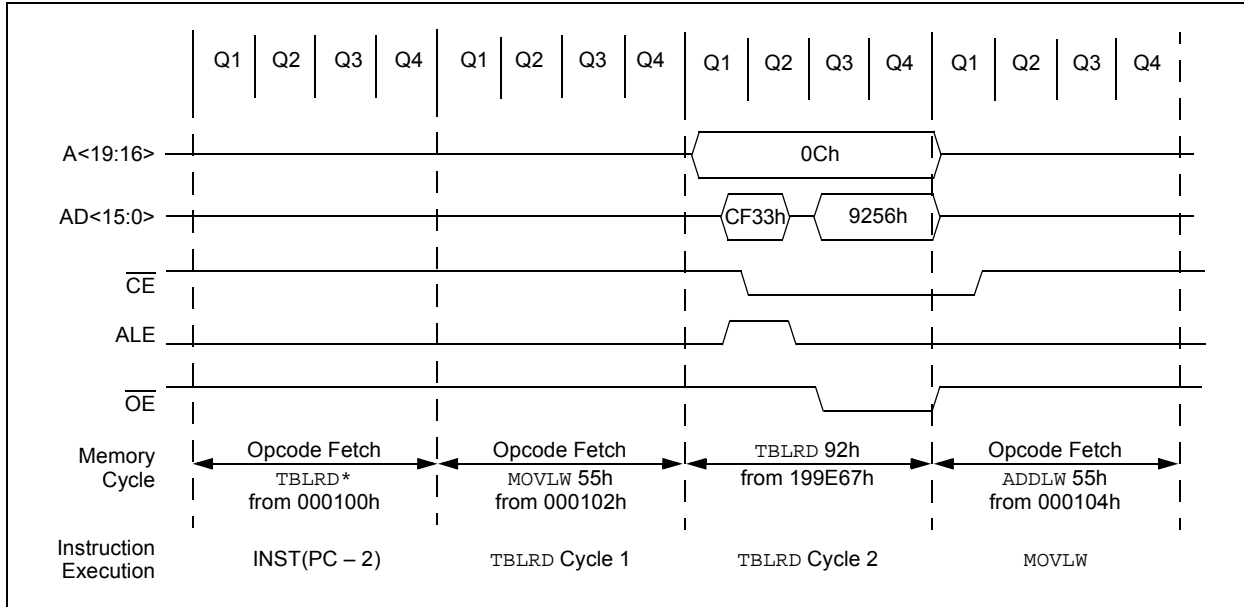 Q1 Q2 Q3 Q4 Q1 Q2 Q3 Q4 Q1 Q2 Q3 Q4 Q1 Q2 Q3 Q4
A<19:16> 0Ch
AD<15:0> CF33h 9256h
CE
ALE
OE
Memory Cycle
Opcode Fetch
TBLRD*
from 000100h
Opcode Fetch
MOVLW 55h
from 000102h
TBLRD 92h
from 199E67h
Opcode Fetch
ADDLW 55h
from 000104h
Instruction Execution
INST(PC – 2)
TBLRD Cycle 1
TBLRD Cycle 2
MOVLW